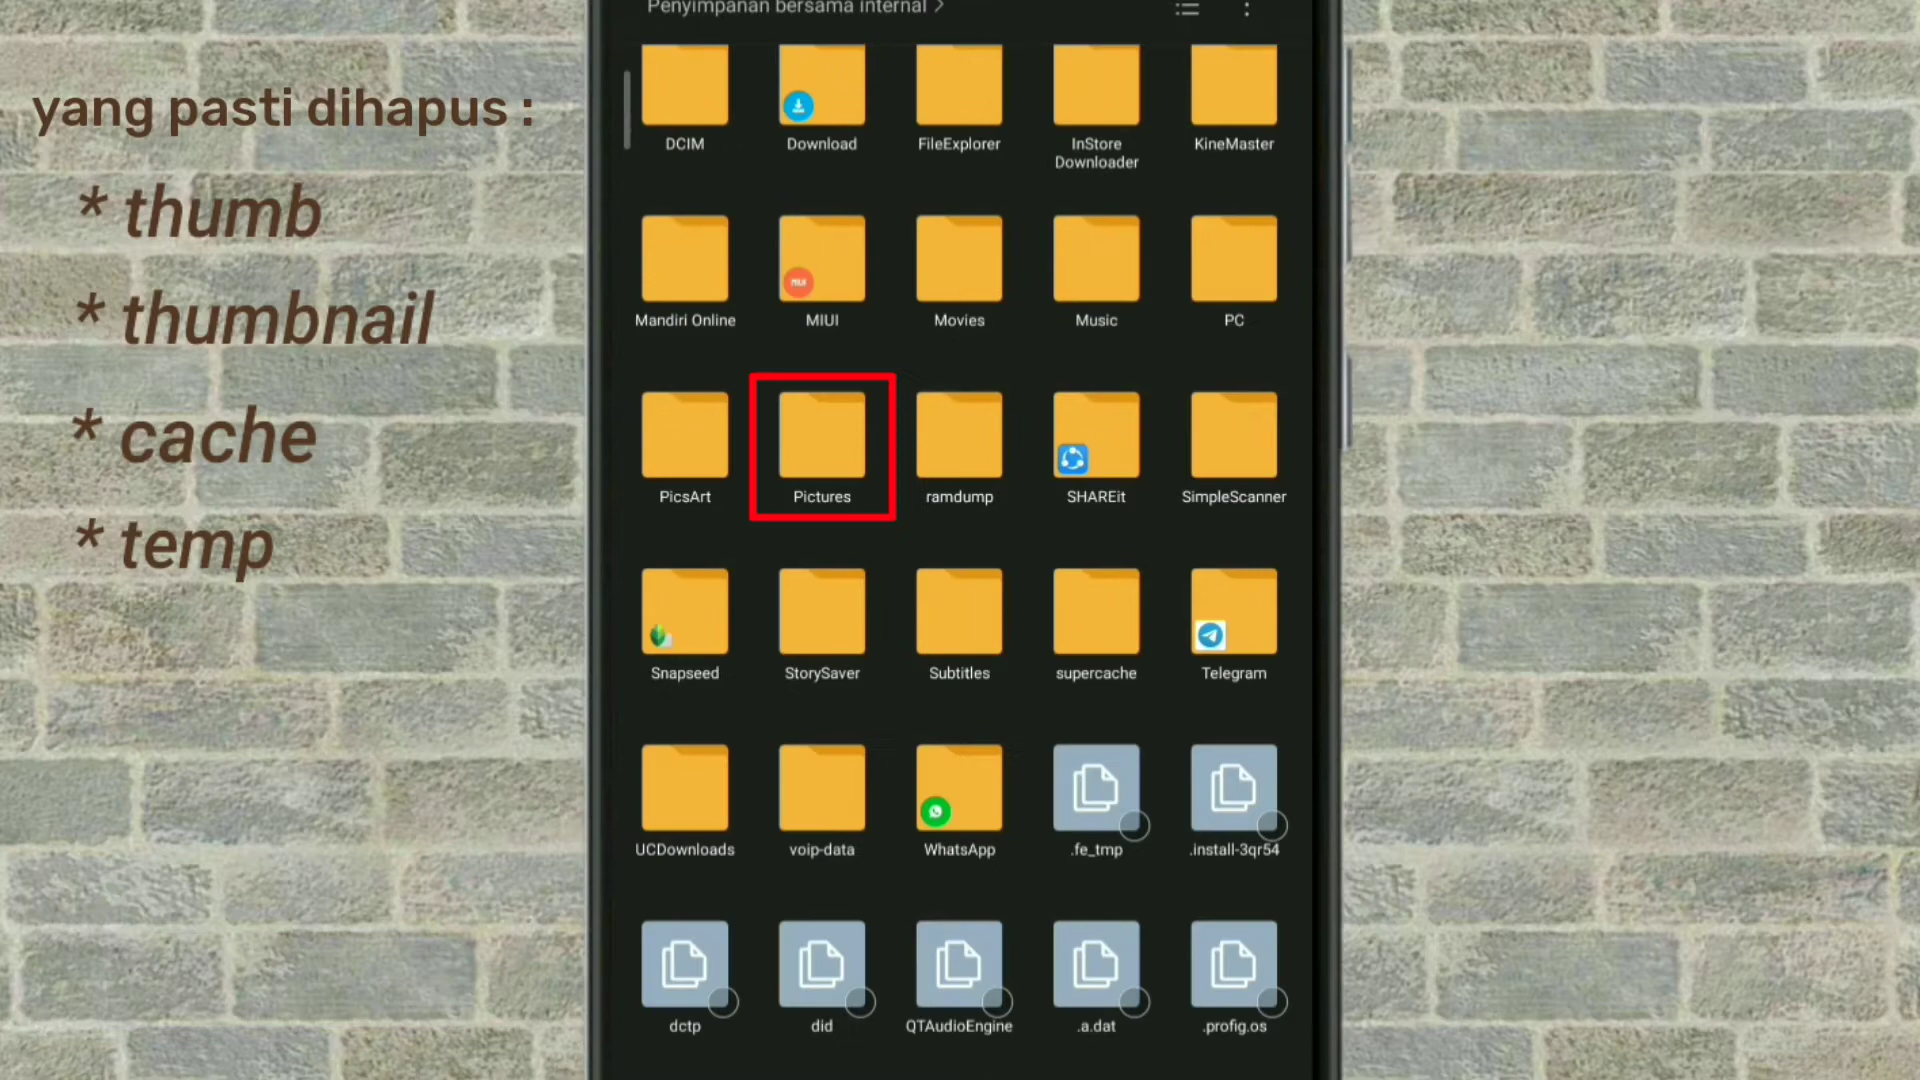 Penyimpanan bersama internal >
yang pasti dihapus :
* thumb
* thumbnail
* cache
* temp
DCIM
Download
FileExplorer
InStore
Downloader
KineMaster
Mandiri Online
MIUI
MIUI
Movies
Music
PC
PicsArt
Pictures
ramdump
SHAREit
SimpleScanner
Snapseed
StorySaver
Subtitles
supercache
Telegram
UCDownloads
voip-data
WhatsApp
.fe_tmp
.install-3qr54
dctp
did
QTAudioEngine
.a.dat
.profig.os